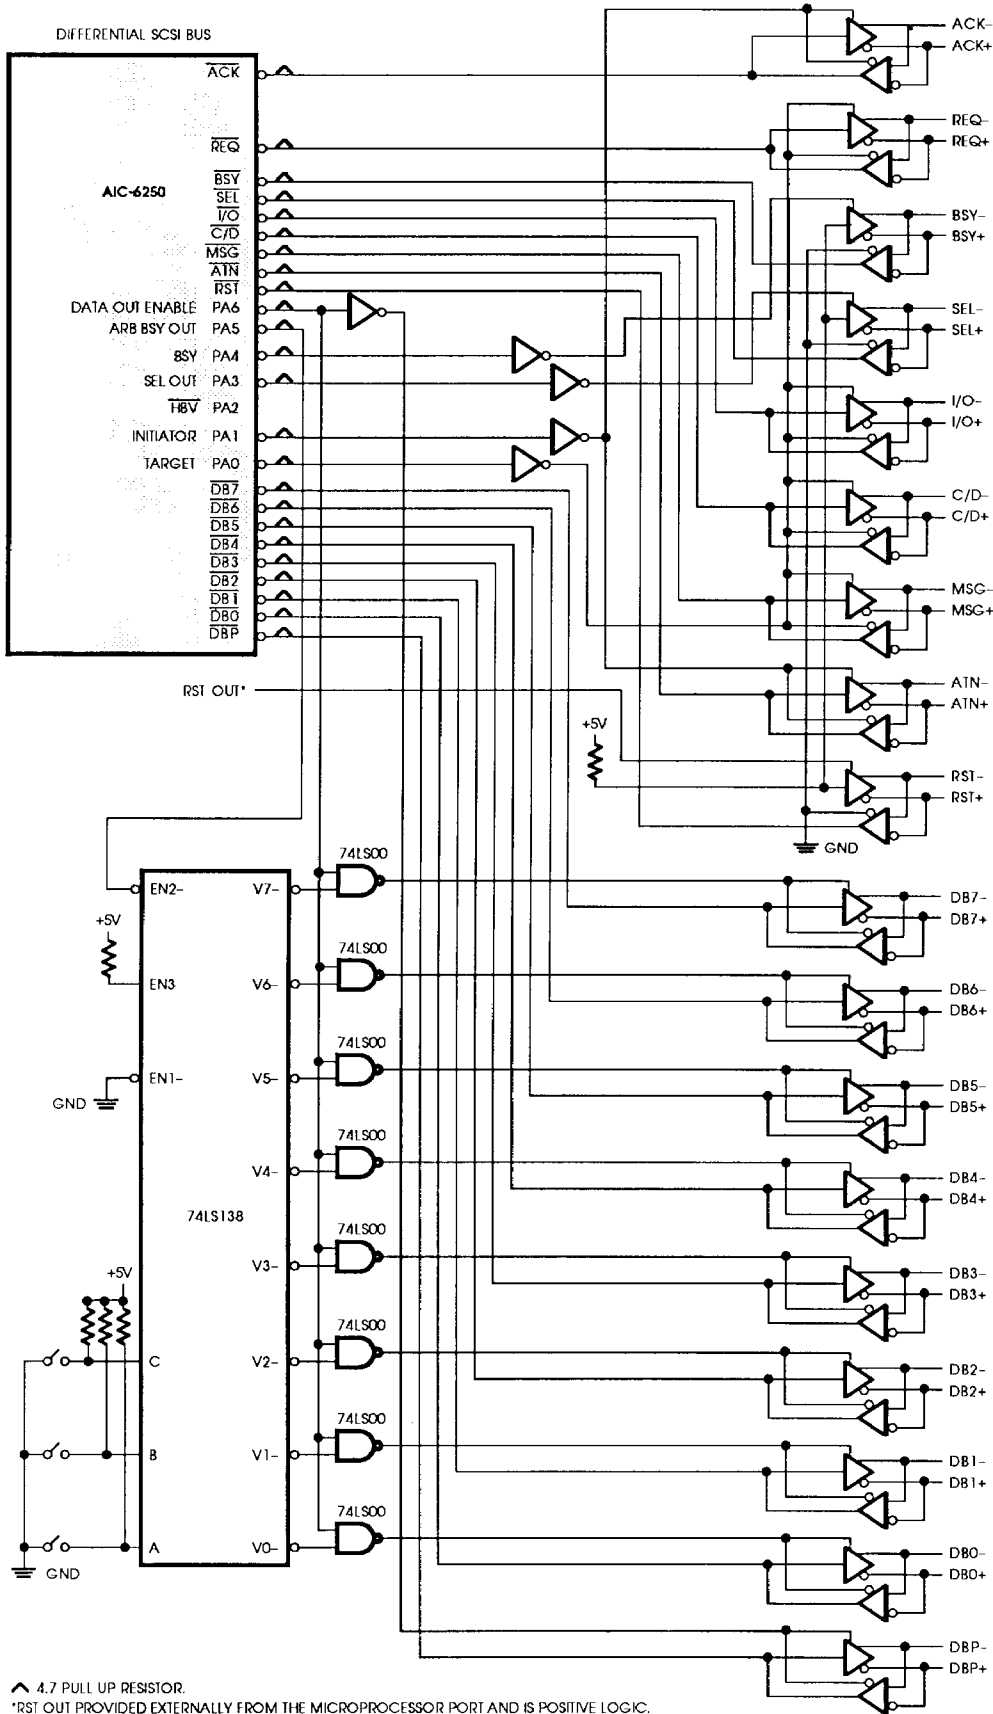 DIFFERENTIAL SCSI BUS
ACK
REQ
AIC-6250
BSY
SEL
I/O
C/D
MSG
ATN
RST
DATA OUT ENABLE PA6
ARB BSY OUT PA5
BSY PA4
SEL OUT PA3
HBV PA2
INITIATOR PA1
TARGET PA0
DB7
DB6
DB5
DB4
DB3
DB2
DB1
DB0
DBP
RST OUT*
+5V
GND
ACK-
ACK+
REQ-
REQ+
BSY-
BSY+
SEL-
SEL+
I/O-
I/O+
C/D-
C/D+
MSG-
MSG+
ATN-
ATN+
RST-
RST+
EN2-
+5V
EN3
EN1-
GND
74LS138
+5V
C
B
A
GND
V7-
V6-
V5-
V4-
V3-
V2-
V1-
V0-
74LS00
74LS00
74LS00
74LS00
74LS00
74LS00
74LS00
74LS00
DB7-
DB7+
DB6-
DB6+
DB5-
DB5+
DB4-
DB4+
DB3-
DB3+
DB2-
DB2+
DB1-
DB1+
DB0-
DB0+
DBP-
DBP+
4.7 PULL UP RESISTOR.
*RST OUT PROVIDED EXTERNALLY FROM THE MICROPROCESSOR PORT AND IS POSITIVE LOGIC.